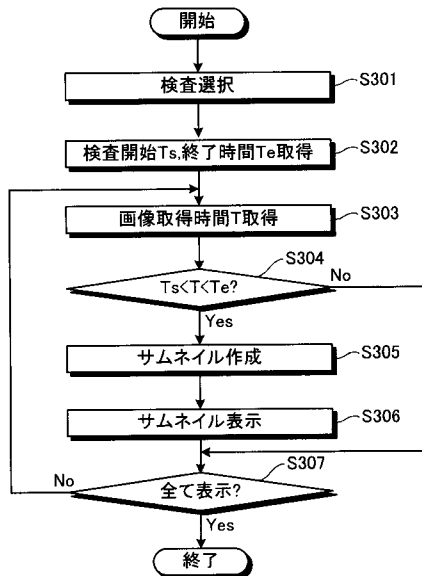 開始
検査選択
S301
検査開始Ts,終了時間Te取得
S302
画像取得時間T取得
S303
S304
Ts<T<Te?
No
Yes
サムネイル作成
S305
サムネイル表示
S306
S307
No
全て表示?
Yes
終了